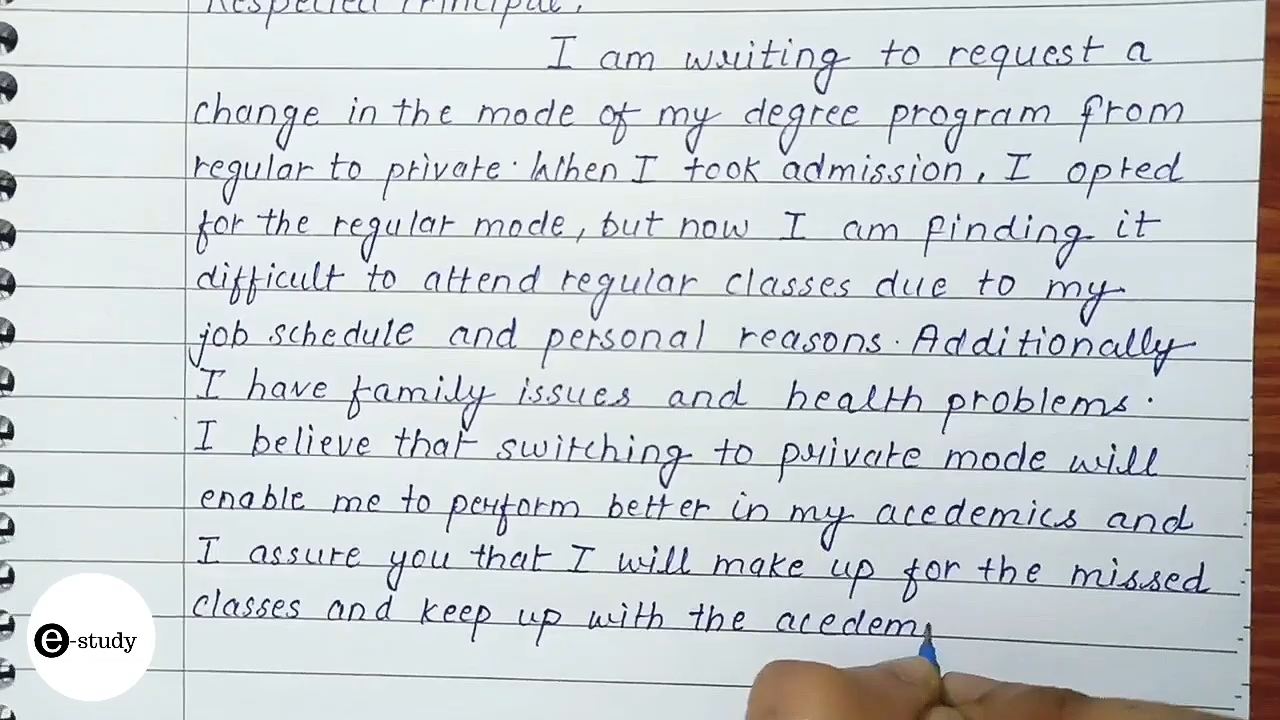 Respected Principal,
I am writing to request a
change in the mode of my degree program from
regular to private. When I took admission, I opted
for the regular mode, but now I am finding it
difficult to attend regular classes due to my
job schedule and personal reasons. Additionally
I have family issues and health problems.
I believe that switching to private mode will
enable me to perform better in my acedemics and
I assure you that I will make up for the missed
classes and keep up with the acedem
e-study